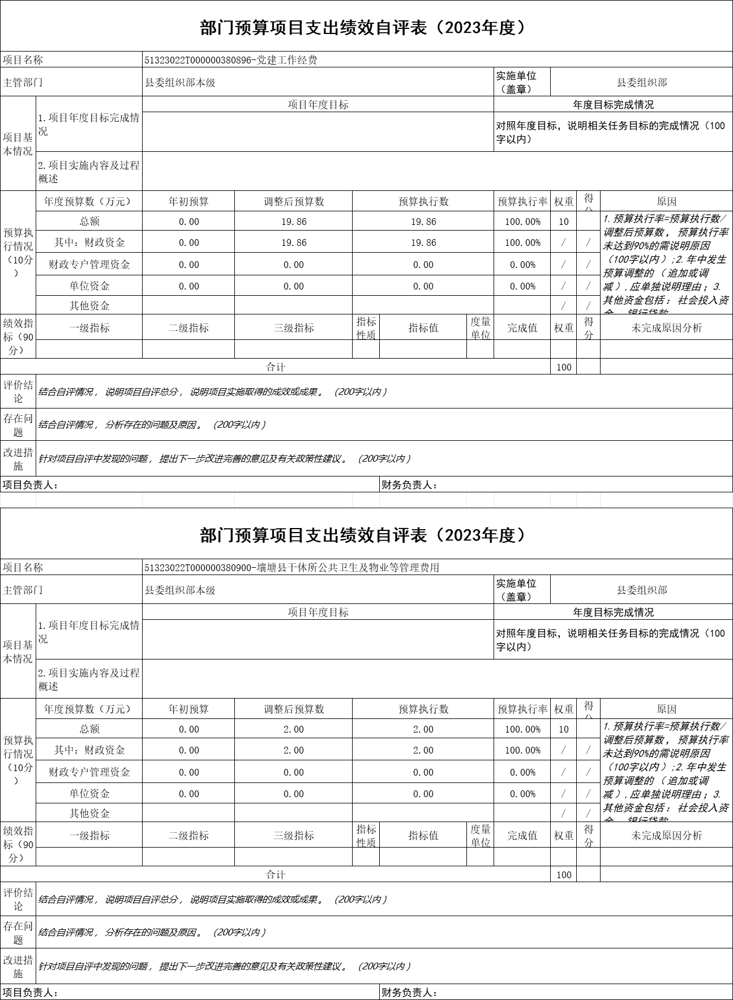 部门预算项目支出绩效自评表（2023年度）
项目名称 51323022T000000380896-党建工作经费
主管部门 县委组织部本级 实施单位（盖章） 县委组织部
项目基本情况 1.项目年度目标完成情况 项目年度目标 年度目标完成情况
对照年度目标，说明相关任务目标的完成情况（100字以内）
2.项目实施内容及过程概述
预算执行情况（10分） 年度预算数（万元） 年初预算 调整后预算数 预算执行数 预算执行率 权重 得 原因
总额 0.00 19.86 19.86 100.00% 10
其中：财政资金 0.00 19.86 19.86 100.00% / /
财政专户管理资金 0.00 0.00 0.00 0.00% / /
单位资金 0.00 0.00 0.00 0.00% / /
其他资金 / /
1.预算执行率=预算执行数/
调整后预算数，预算执行率
未达到90%的需说明原因
（100字以内）;2.年中发生
预算调整的（追加或调
减）,应单独说明理由；3.
其他资金包括：社会投入资
金、银行贷款
绩效指标（90分） 一级指标 二级指标 三级指标 指标性质 指标值 度量单位 完成值 权重 得分 未完成原因分析
合计 100
评价结论 结合自评情况，说明项目自评总分，说明项目实施取得的成效或成果。（200字以内）
存在问题 结合自评情况，分析存在的问题及原因。（200字以内）
改进措施 针对项目自评中发现的问题，提出下一步改进完善的意见及有关政策性建议。（200字以内）
项目负责人： 财务负责人：
部门预算项目支出绩效自评表（2023年度）
项目名称 51323022T000000380900-壤塘县干休所公共卫生及物业等管理费用
主管部门 县委组织部本级 实施单位（盖章） 县委组织部
项目基本情况 1.项目年度目标完成情况 项目年度目标 年度目标完成情况
对照年度目标，说明相关任务目标的完成情况（100字以内）
2.项目实施内容及过程概述
预算执行情况（10分） 年度预算数（万元） 年初预算 调整后预算数 预算执行数 预算执行率 权重 得 原因
总额 0.00 2.00 2.00 100.00% 10
其中：财政资金 0.00 2.00 2.00 100.00% / /
财政专户管理资金 0.00 0.00 0.00 0.00% / /
单位资金 0.00 0.00 0.00 0.00% / /
其他资金 / /
1.预算执行率=预算执行数/
调整后预算数，预算执行率
未达到90%的需说明原因
（100字以内）;2.年中发生
预算调整的（追加或调
减）,应单独说明理由；3.
其他资金包括：社会投入资
金、银行贷款
绩效指标（90分） 一级指标 二级指标 三级指标 指标性质 指标值 度量单位 完成值 权重 得分 未完成原因分析
合计 100
评价结论 结合自评情况，说明项目自评总分，说明项目实施取得的成效或成果。（200字以内）
存在问题 结合自评情况，分析存在的问题及原因。（200字以内）
改进措施 针对项目自评中发现的问题，提出下一步改进完善的意见及有关政策性建议。（200字以内）
项目负责人： 财务负责人：